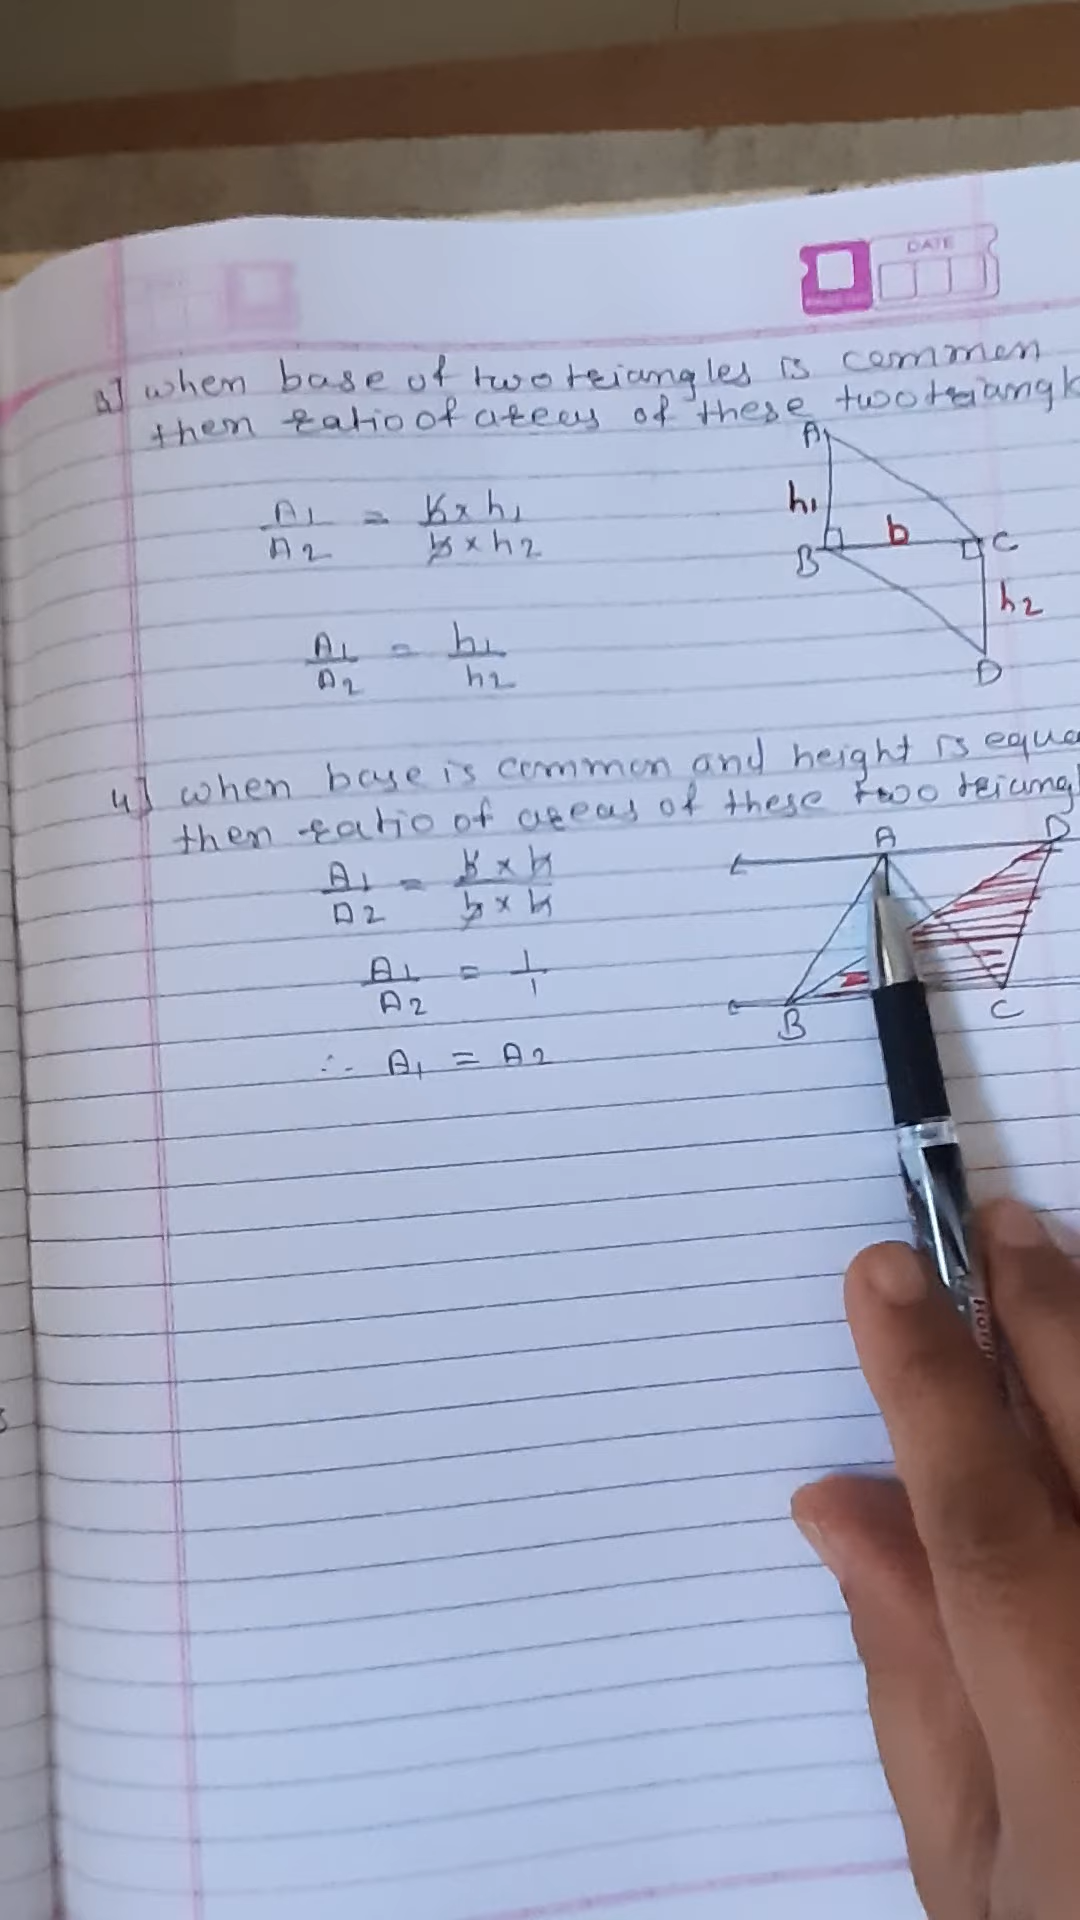 DATE
3] when base of two triangles is common
then ratio of areas of these two triangl
A1/A2 = b x h1/b x h2
A1/A2 = h1/h2
A
h1
b
B
C
h2
D
4] when base is common and height is equa
then ratio of areas of these two triangl
A1/A2 = b x h/b x h
A1/A2 = 1/1
∴ A1 = A2
A
D
B
C